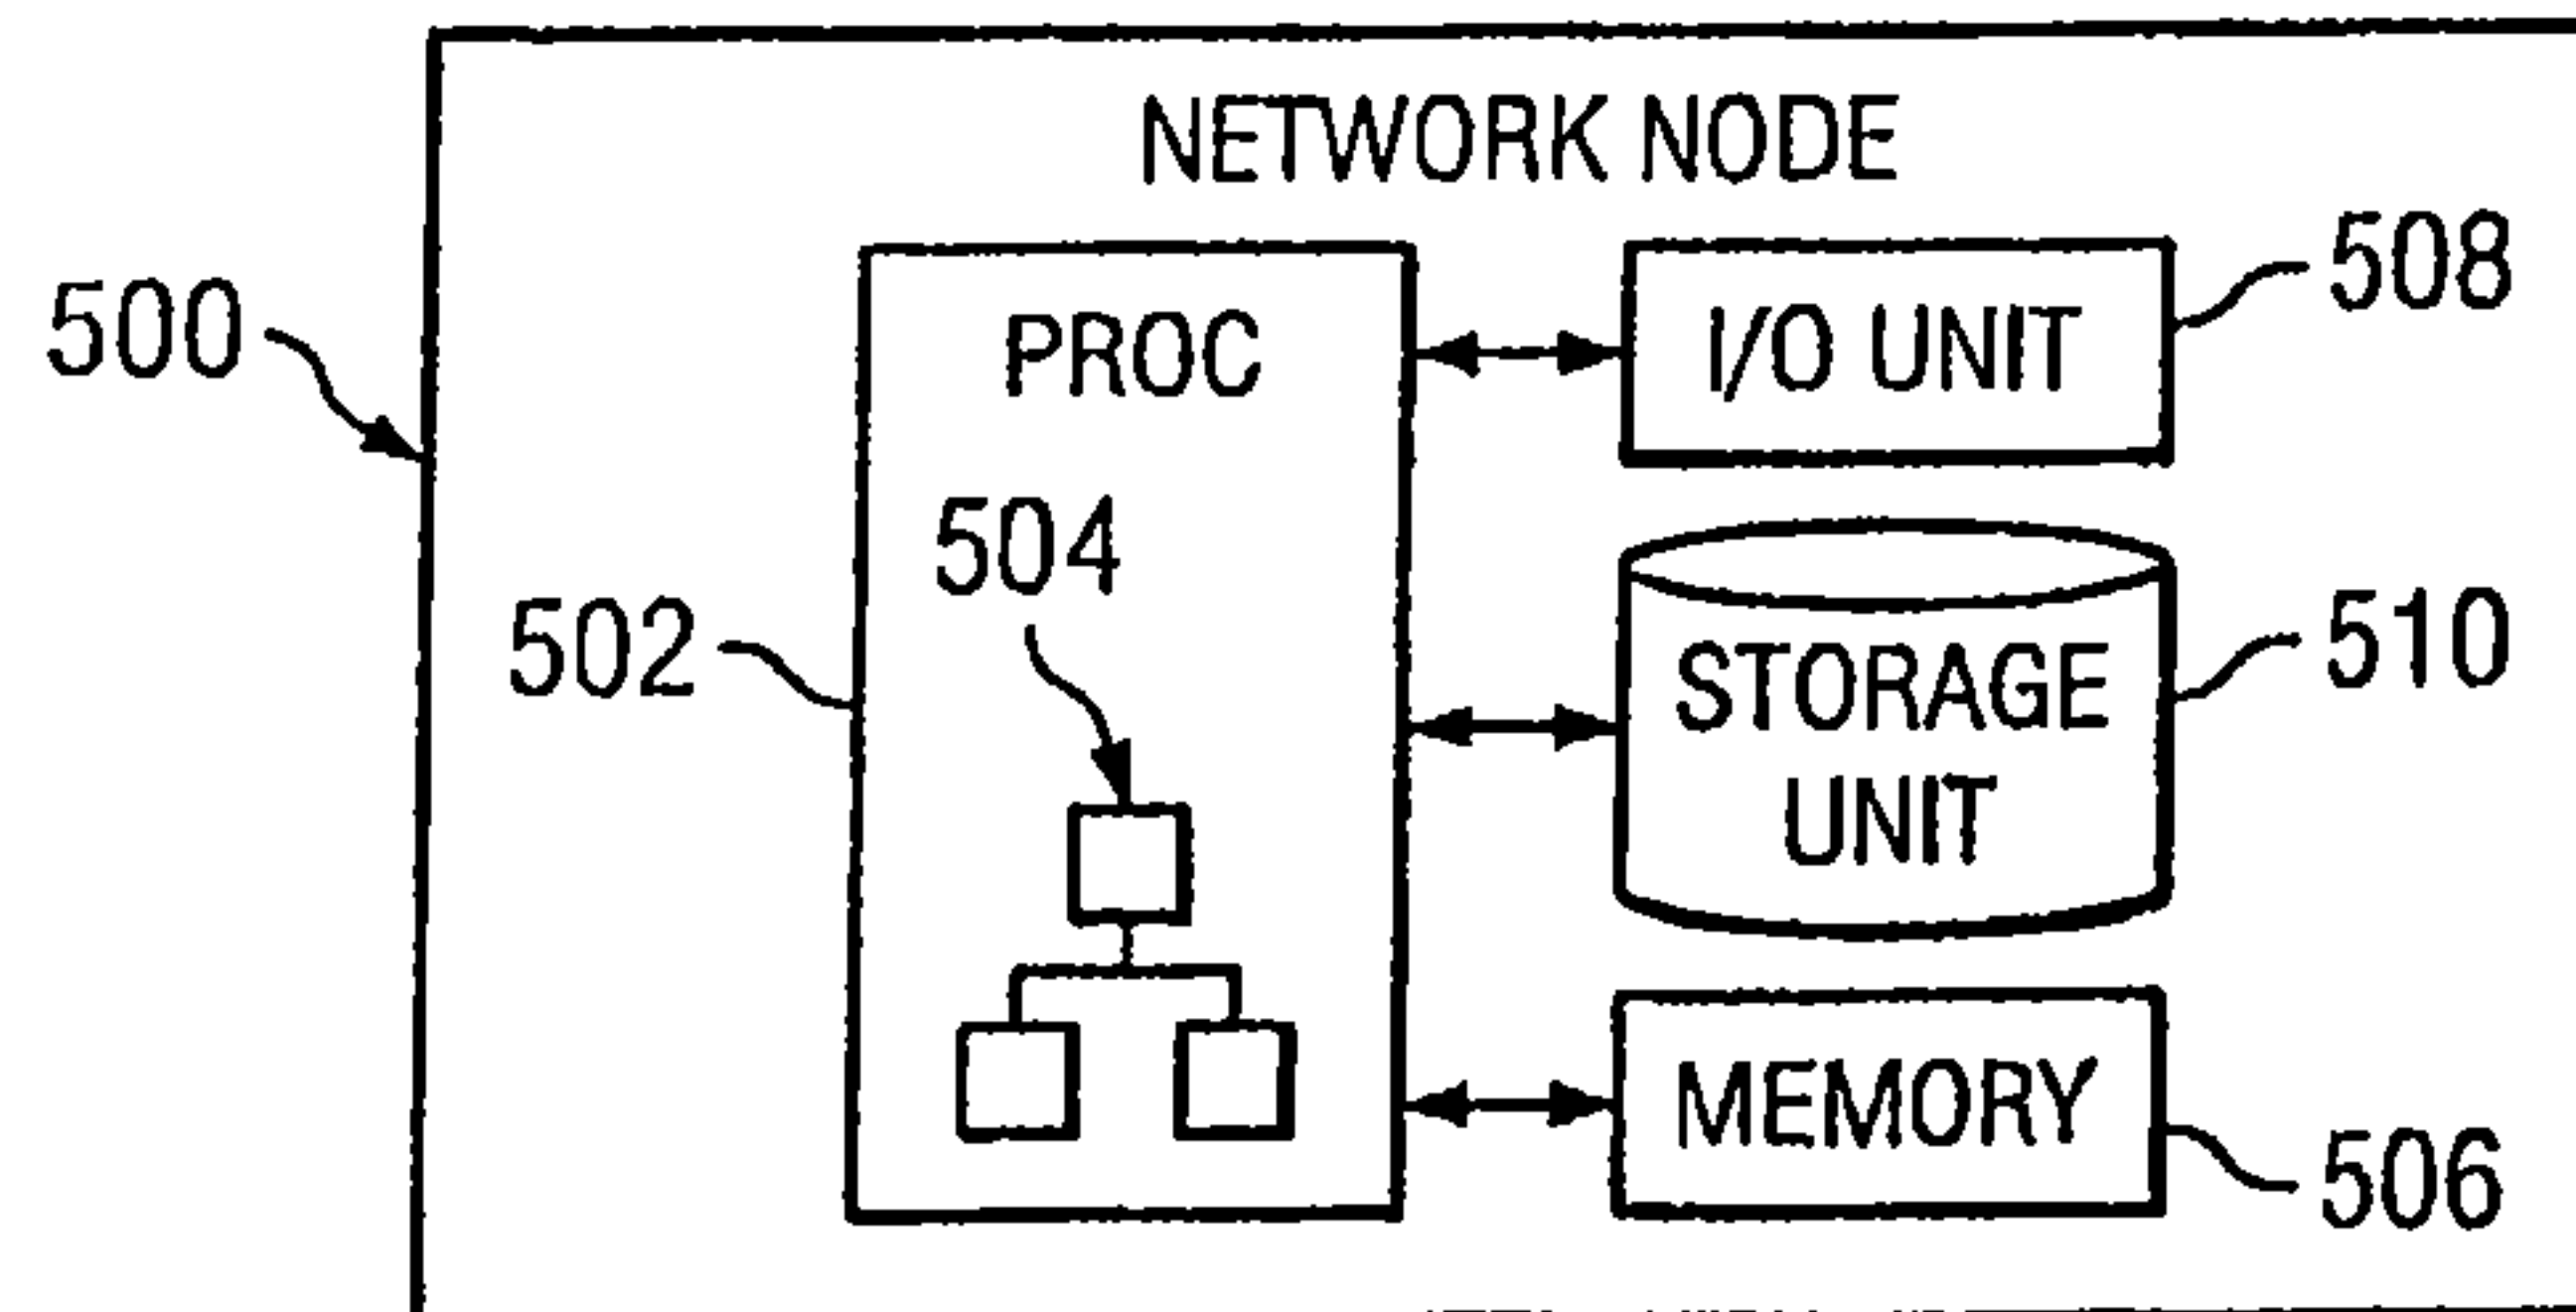 NETWORK NODE
500
PROC
I/O UNIT
508
504
502
STORAGE
UNIT
510
MEMORY
506